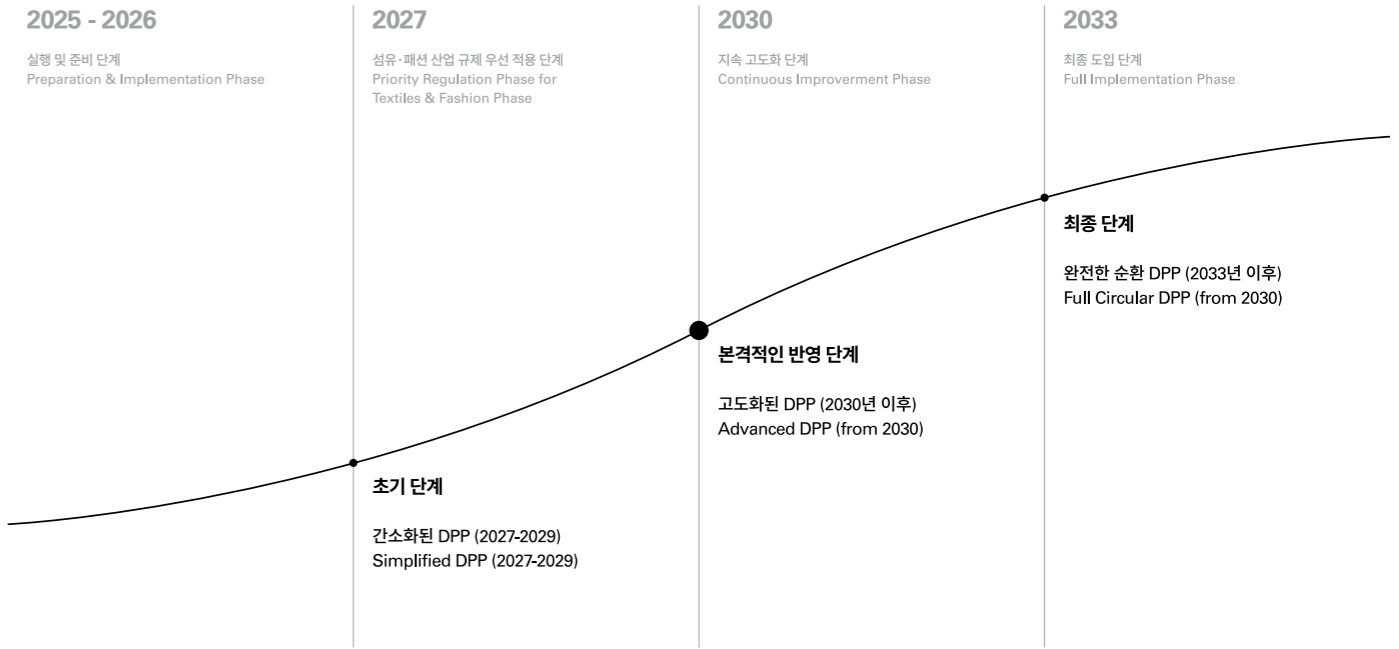 2025 - 2026
실행 및 준비 단계
Preparation & Implementation Phase
2027
섬유·패션 산업 규제 우선 적용 단계
Priority Regulation Phase for
Textiles & Fashion Phase
2030
지속 고도화 단계
Continuous Improverment Phase
2033
최종 도입 단계
Full Implementation Phase
최종 단계
완전한 순환 DPP (2033년 이후)
Full Circular DPP (from 2030)
본격적인 반영 단계
고도화된 DPP (2030년 이후)
Advanced DPP (from 2030)
초기 단계
간소화된 DPP (2027-2029)
Simplified DPP (2027-2029)